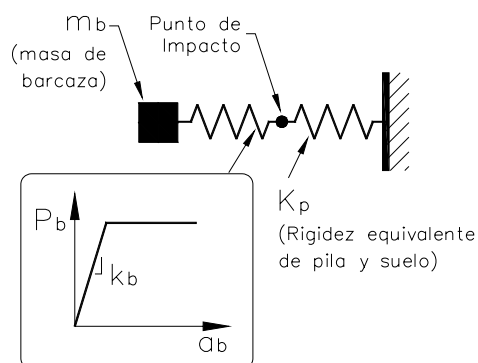 mb
(masa de
barcaza)
Punto de
Impacto
Kp
(Rigidez equivalente
de pila y suelo)
Pb
kb
ab